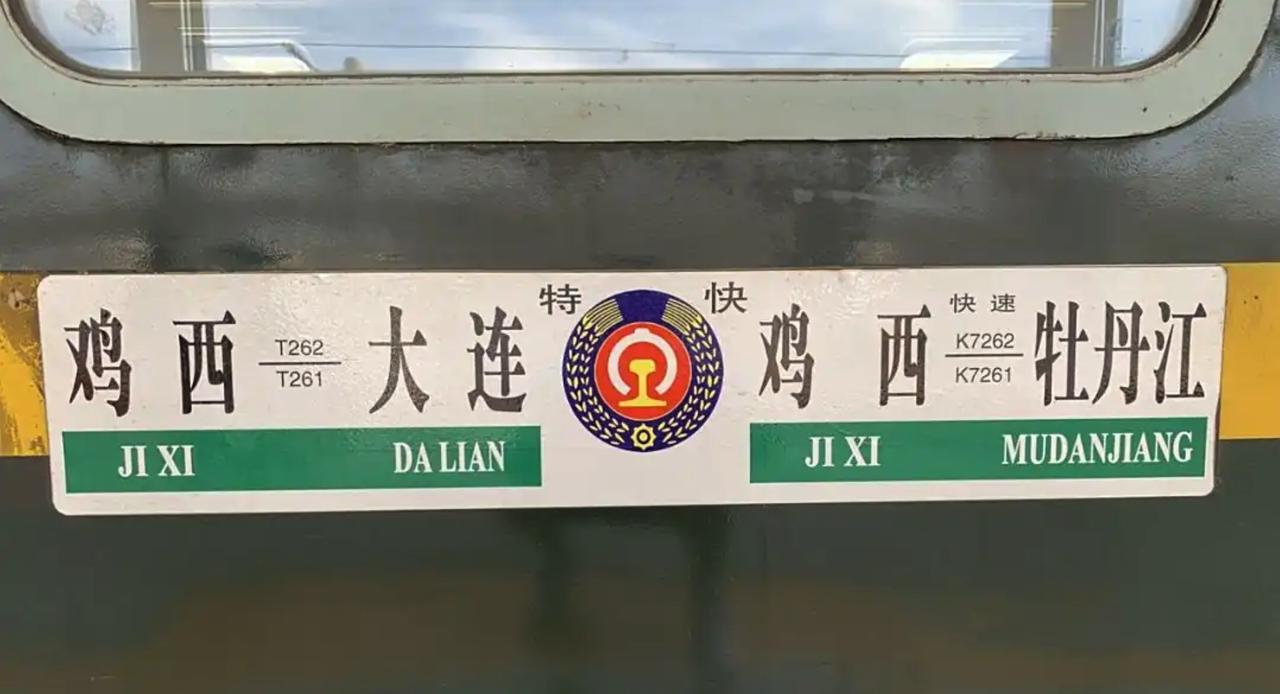 特 快
鸡 西 T262 大 连
T261
JI XI DA LIAN
快 速
鸡 西 K7262 牡丹江
K7261
JI XI MUDANJIANG